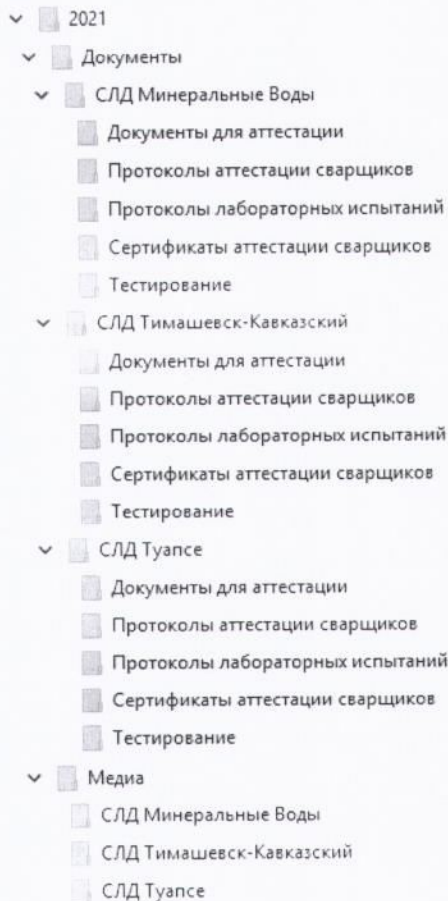 2021
Документы
СЛД Минеральные Воды
Документы для аттестации
Протоколы аттестации сварщиков
Протоколы лабораторных испытаний
Сертификаты аттестации сварщиков
Тестирование
СЛД Тимашевск-Кавказский
Документы для аттестации
Протоколы аттестации сварщиков
Протоколы лабораторных испытаний
Сертификаты аттестации сварщиков
Тестирование
СЛД Туапсе
Документы для аттестации
Протоколы аттестации сварщиков
Протоколы лабораторных испытаний
Сертификаты аттестации сварщиков
Тестирование
Медиа
СЛД Минеральные Воды
СЛД Тимашевск-Кавказский
СЛД Туапсе